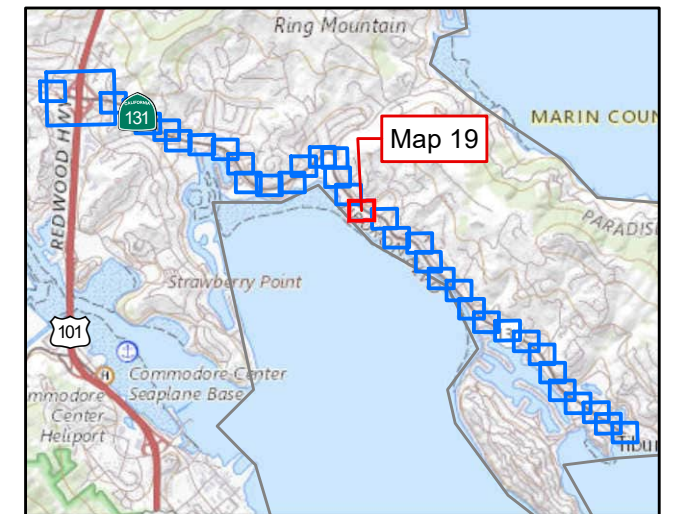 Ring Mountain
MARIN COUN
CALIFORNIA
131
Map 19
REDWOOD HW
PARADIS
Strawberry Point
101
Commodore Center
Seaplane Base
mmodore
Center
Heliport
H
Tibur